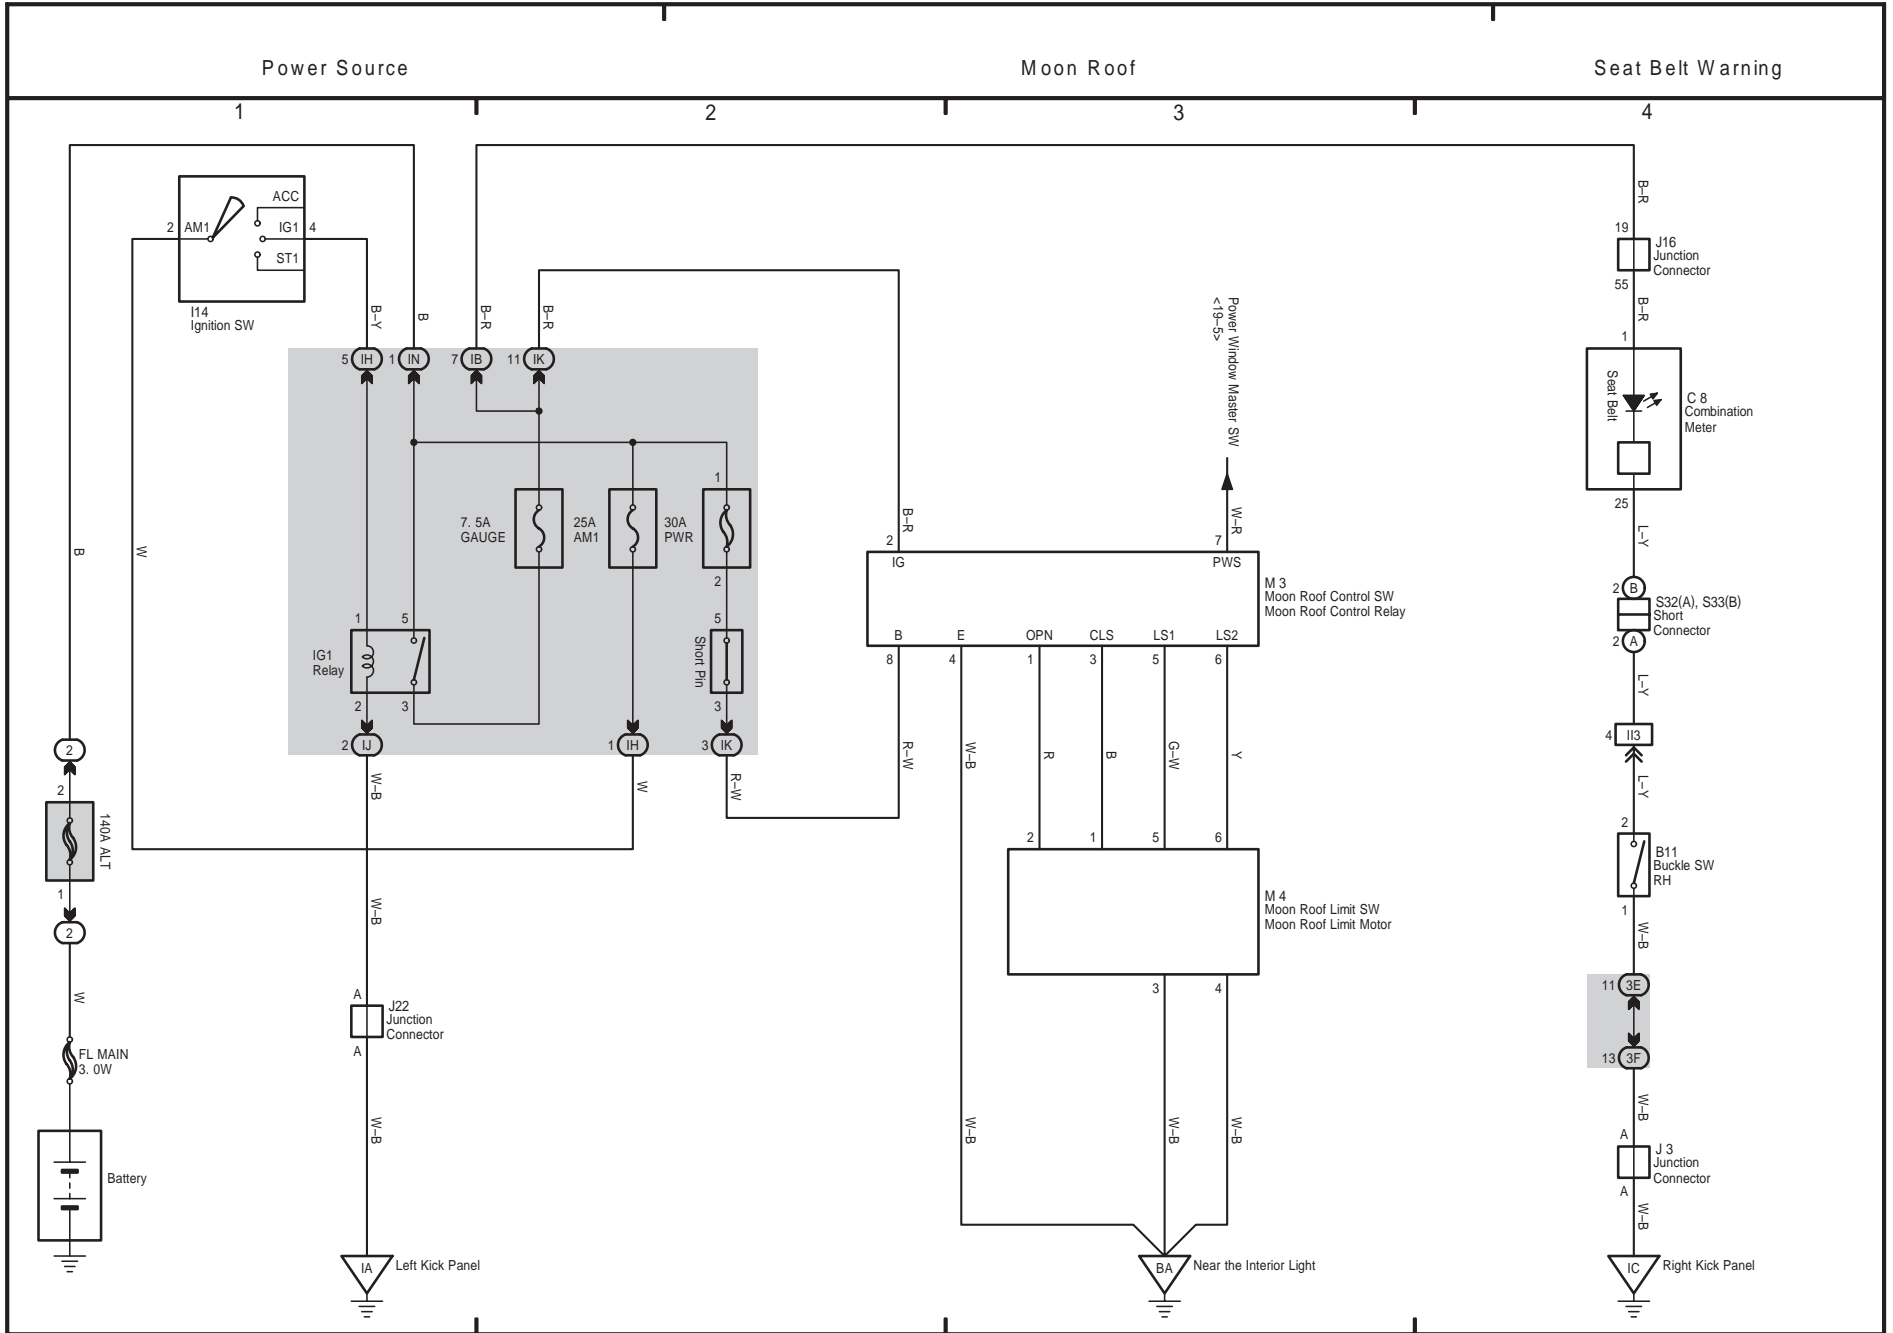 Power Source
Moon Roof
Seat Belt Warning
1
2
3
4
ACC
2
AM1
IG1
4
ST1
I14
Ignition SW
B–Y
B
B–R
B–R
5
IH
1
IN
7
IB
11
IK
7. 5A
GAUGE
25A
AM1
30A
PWR
1
2
5
Short Pin
3
1
5
IG1
Relay
2
3
2
IJ
1
IH
3
IK
W–B
W
R–W
B
W
2
2
140A ALT
1
2
W
FL MAIN
3. 0W
Battery
W–B
A
J22
Junction
Connector
A
W–B
IA
Left Kick Panel
Power Window Master SW
<19–5>
B–R
W–R
2
7
IG
PWS
M 3
Moon Roof Control SW
Moon Roof Control Relay
B
E
OPN
CLS
LS1
LS2
8
4
1
3
5
6
R–W
W–B
R
B
G–W
Y
2
1
5
6
M 4
Moon Roof Limit SW
Moon Roof Limit Motor
3
4
W–B
W–B
W–B
BA
Near the Interior Light
B–R
19
J16
Junction
Connector
55
B–R
1
Seat Belt
C 8
Combination
Meter
25
L–Y
2
B
S32(A), S33(B)
Short
Connector
2
A
L–Y
4
II3
L–Y
2
B11
Buckle SW
RH
1
W–B
11
3E
13
3F
W–B
A
J 3
Junction
Connector
A
W–B
IC
Right Kick Panel